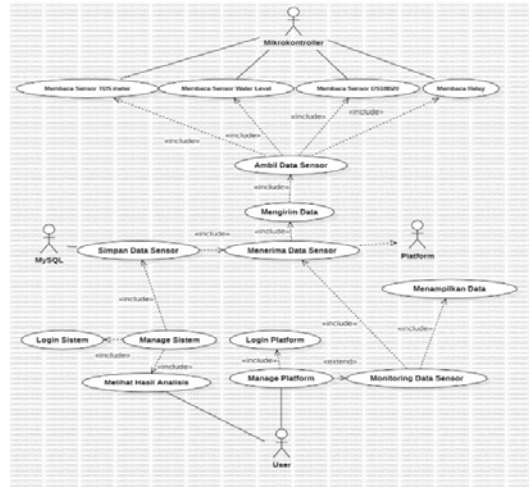 Mikrokontroller
Membaca Sensor TDS meter
Membaca Sensor Water Level
Membaca Sensor DS18B20
Membaca Relay
«include»
«include»
«include»
«include»
Ambil Data Sensor
«include»
Mengirim Data
«include»
MySQL
Simpan Data Sensor
«include»
Menerima Data Sensor
Platform
Menampilkan Data
«include»
«include»
«include»
Login Sistem
Manage Sistem
Login Platform
«include»
«include»
«include»
«extend»
Melihat Hasil Analisis
Manage Platform
Monitoring Data Sensor
User